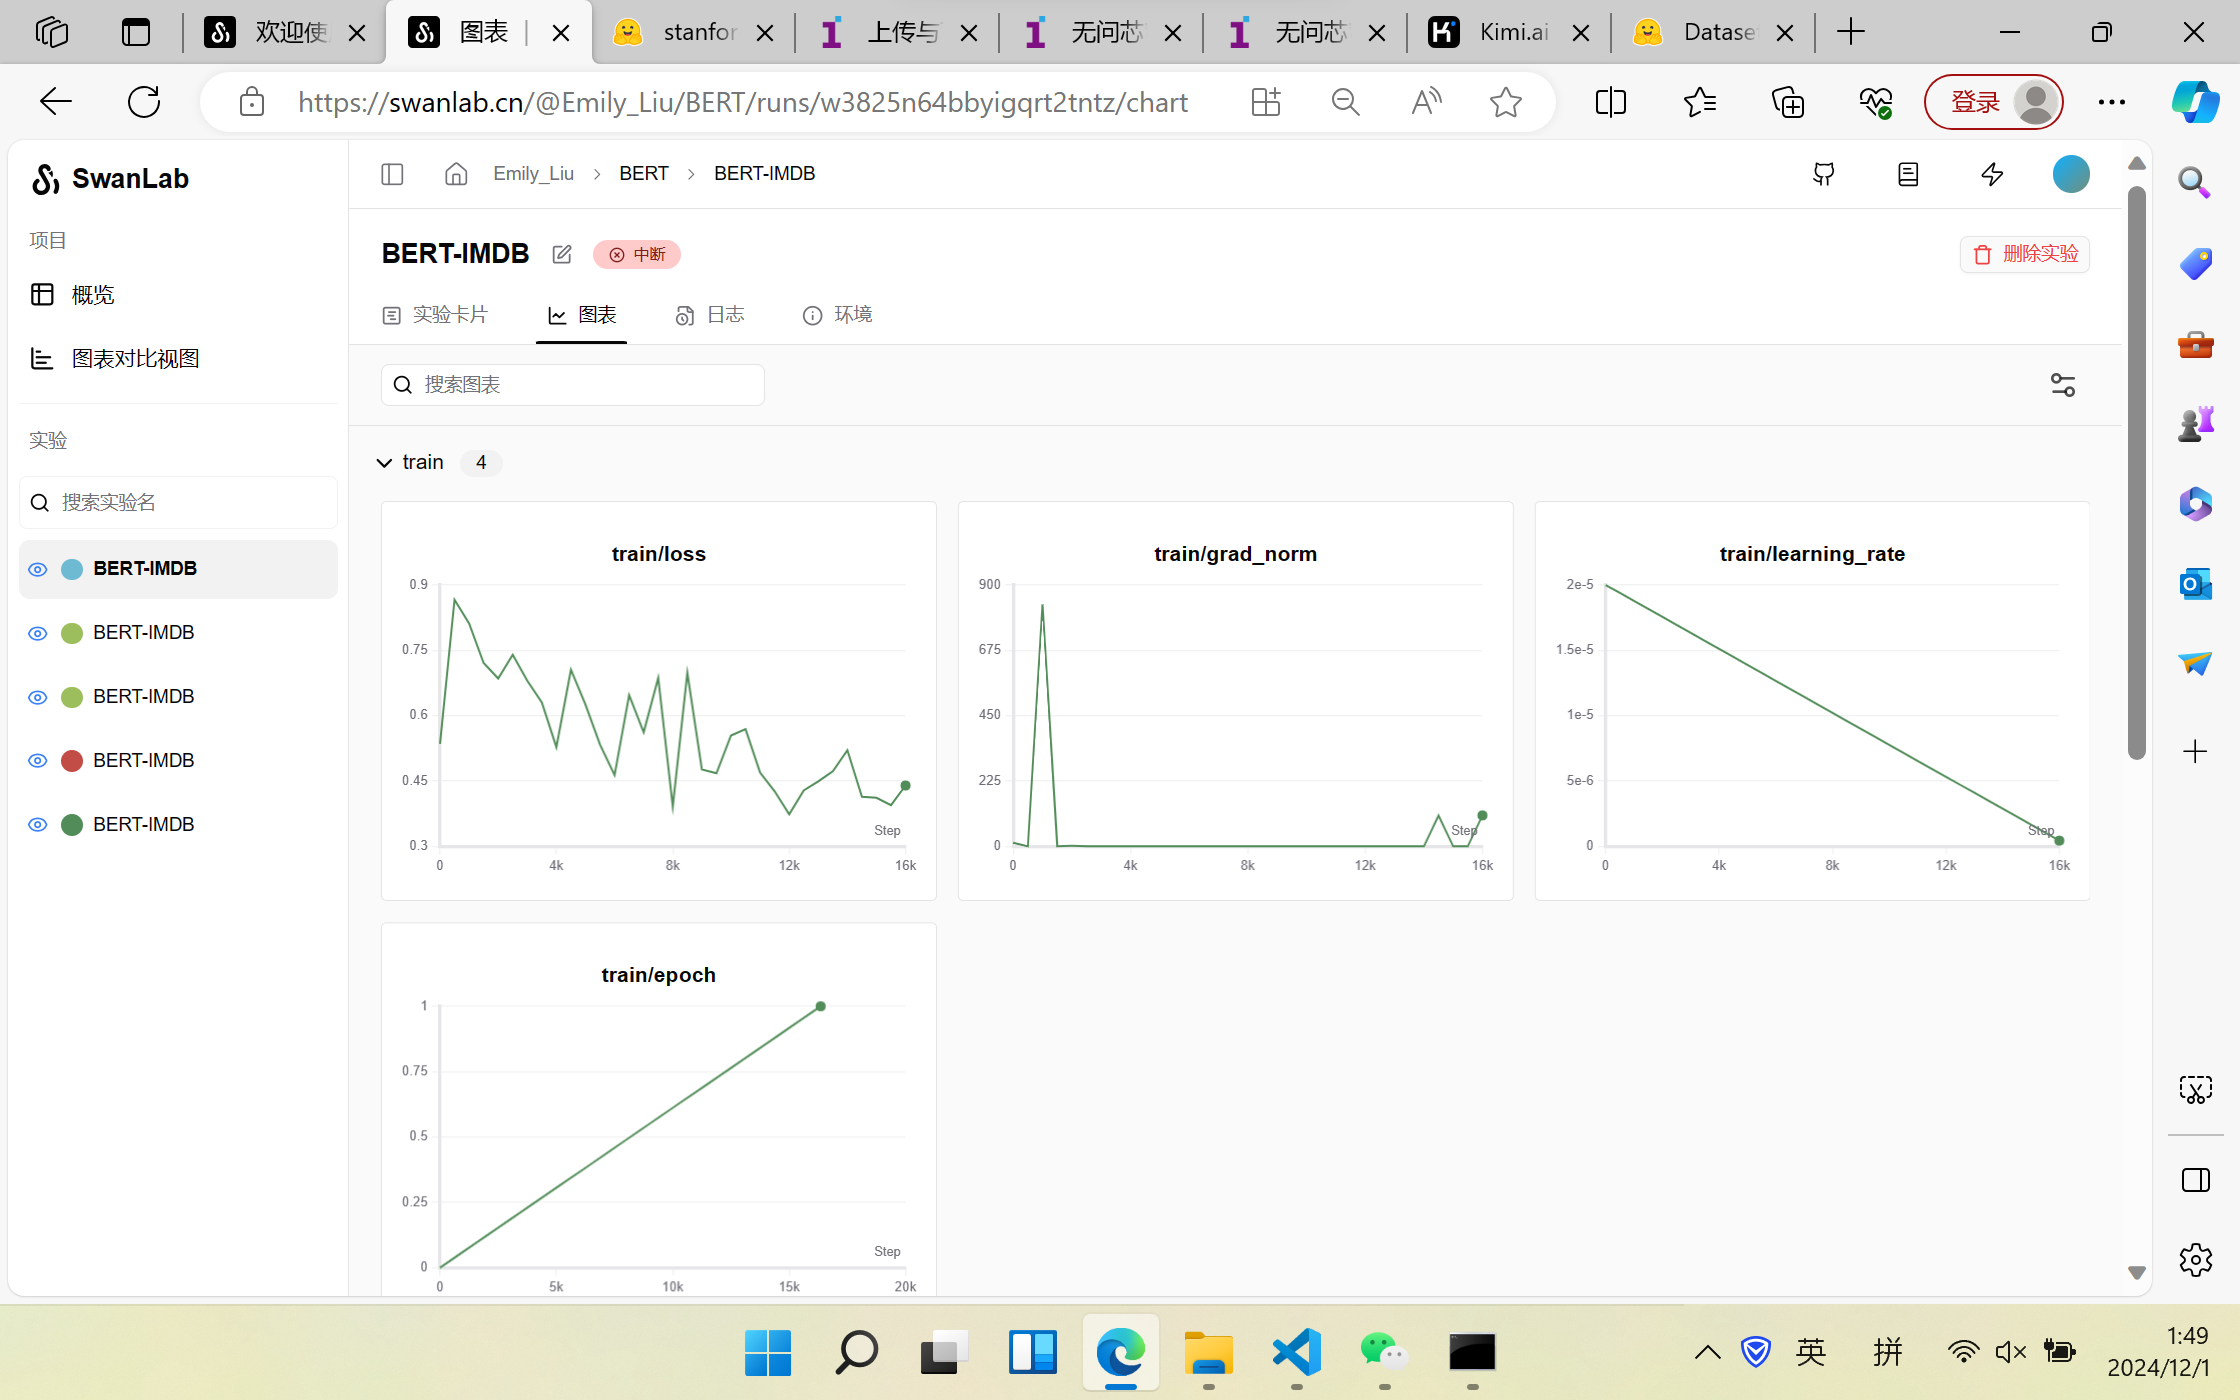 欢迎使
图表
stanfor
上传与
无问芯
无问芯
Kimi.ai
Datase
https://swanlab.cn/@Emily_Liu/BERT/runs/w3825n64bbyigqrt2tntz/chart
登录
SwanLab
Emily_Liu > BERT > BERT-IMDB
项目
概览
图表对比视图
实验
搜索实验名
BERT-IMDB
BERT-IMDB
BERT-IMDB
BERT-IMDB
BERT-IMDB
BERT-IMDB
中断
删除实验
实验卡片
图表
日志
环境
搜索图表
train 4
train/loss
0.9
0.75
0.6
0.45
0.3
Step
0 4k 8k 12k 16k
train/grad_norm
900
675
450
225
0
Step
0 4k 8k 12k 16k
train/learning_rate
2e-5
1.5e-5
1e-5
5e-6
0
Step
0 4k 8k 12k 16k
train/epoch
1
0.75
0.5
0.25
0
Step
0 5k 10k 15k 20k
英
拼
1:49
2024/12/1